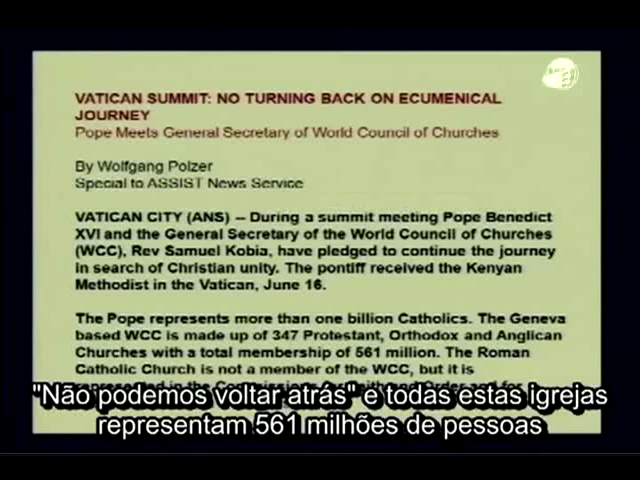 VATICAN SUMMIT: NO TURNING BACK ON ECUMENICAL
JOURNEY
Pope Meets General Secretary of World Council of Churches
By Wolfgang Polzer
Special to ASSIST News Service
VATICAN CITY (ANS) – During a summit meeting Pope Benedict
XVI and the General Secretary of the World Council of Churches
(WCC), Rev Samuel Kobia, have pledged to continue the journey
in search of Christian unity. The pontiff received the Kenyan
Methodist in the Vatican, June 16.
The Pope represents more than one billion Catholics. The Geneva
based WCC is made up of 347 Protestant, Orthodox and Anglican
Churches with a total membership of 561 million. The Roman
Catholic Church is not a member of the WCC, but it is
"Não podemos voltar atrás" e todas estas igrejas
representam 561 milhões de pessoas